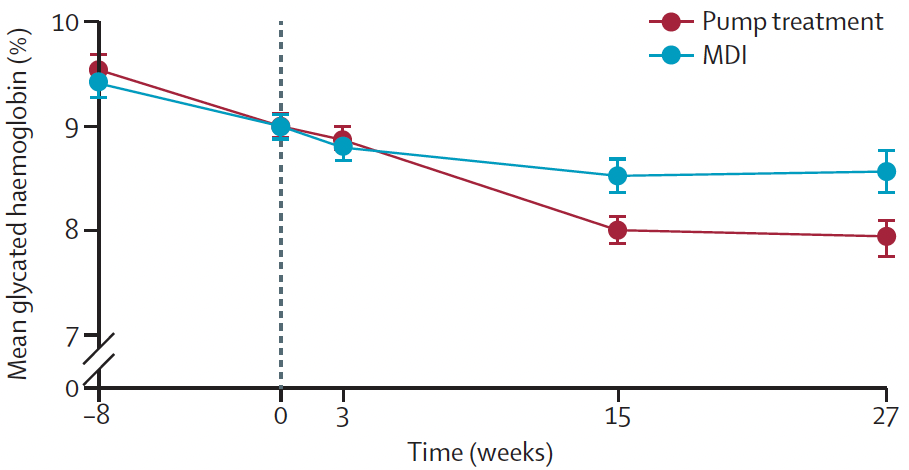 10
9
8
7
0
Mean glycated haemoglobin (%)
Pump treatment
MDI
–8
0
3
15
27
Time (weeks)